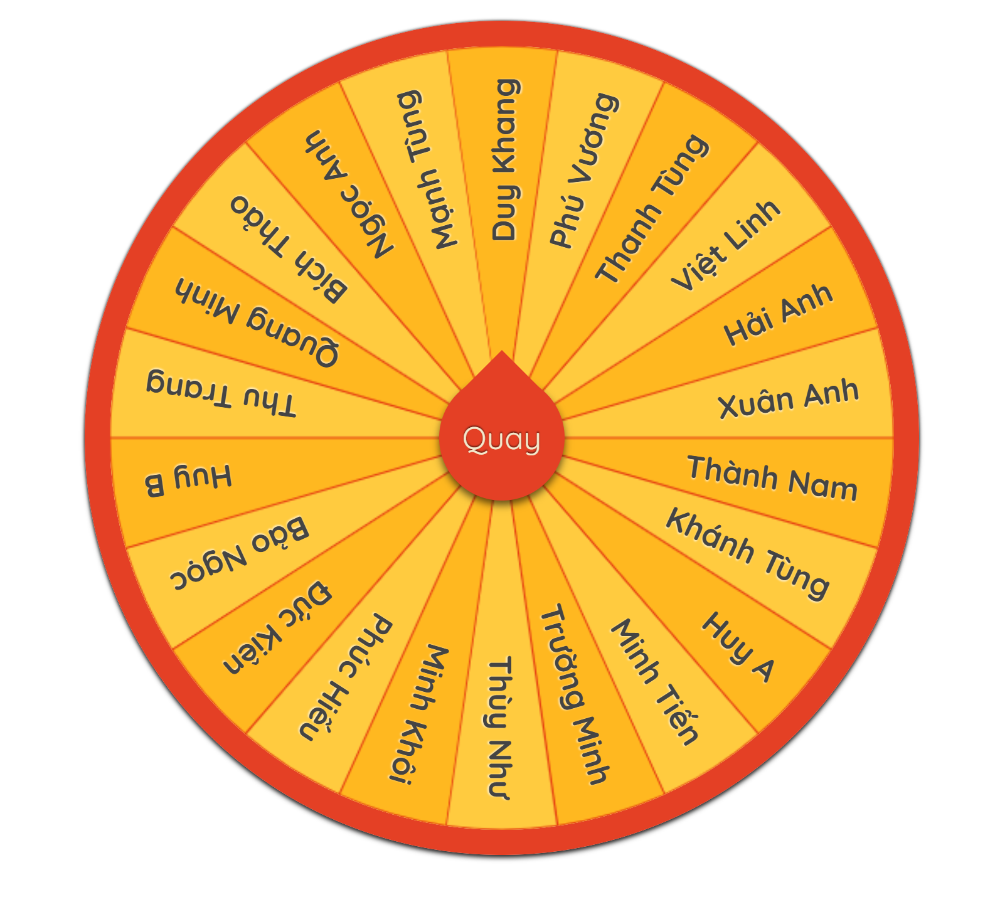 Duy Khang
Phú Vương
Thanh Tùng
Việt Linh
Hải Anh
Xuân Anh
Thành Nam
Khánh Tùng
Huy A
Minh Tiến
Trường Minh
Thùy Như
Minh Khôi
Phúc Hiếu
Đức Kiên
Bảo Ngọc
Huy B
Thu Trang
Quang Minh
Bích Thảo
Ngọc Anh
Mạnh Tùng
Quay